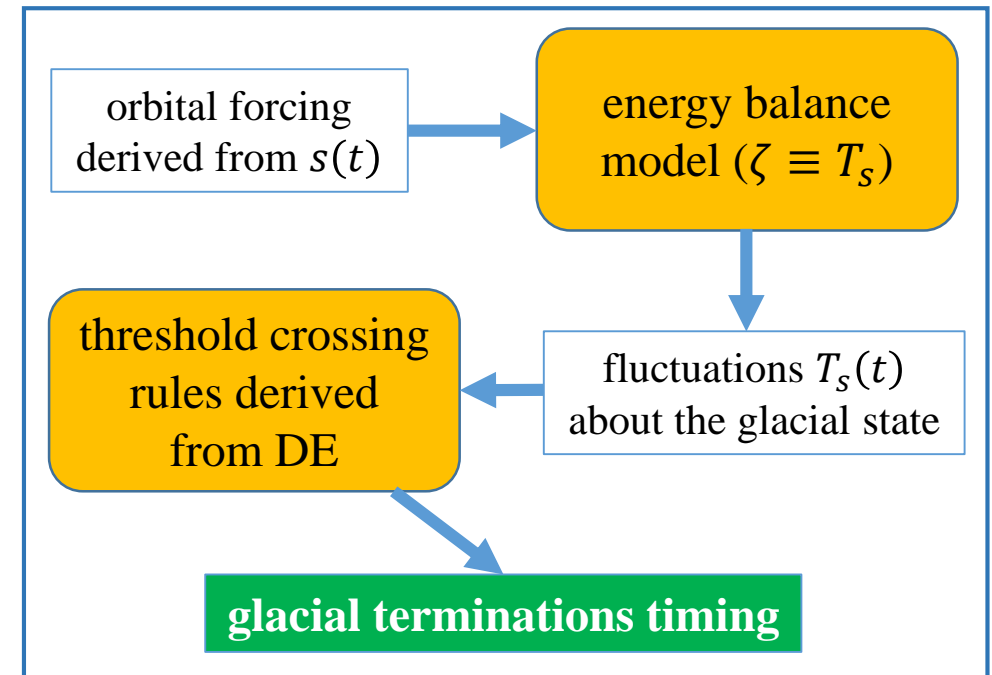 orbital forcing
derived from s(t)
energy balance
model (ζ ≡ Tₛ)
fluctuations Tₛ(t)
about the glacial state
threshold crossing
rules derived
from DE
glacial terminations timing